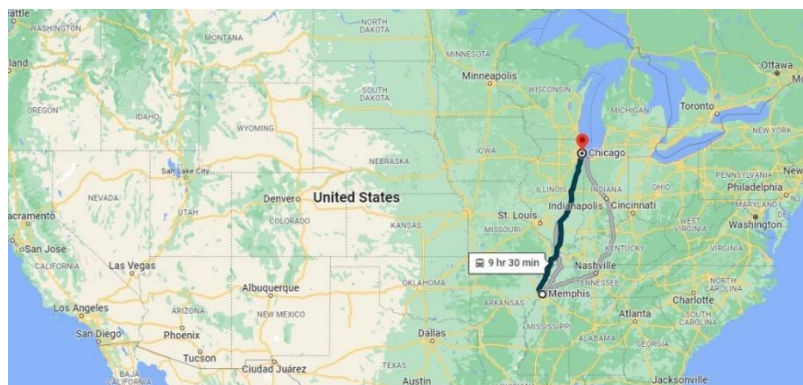 Seattle
WASHINGTON
MONTANA
NORTH
DAKOTA
MINNESOTA
Minneapolis
WISCONSIN
Ottawa
Toronto
MICHIGAN
SOUTH
DAKOTA
OREGON
IDAHO
WYOMING
NEW YORK
IOWA
Chicago
NEBRASKA
Salt Lake City
PENNSYLVANIA
ILLINOIS
INDIANA
OHIO
Philadelphia
MARYLAND
NEVADA
UTAH
Denver
United States
Indianapolis
Cincinnati
COLORADO
KANSAS
St. Louis
MISSOURI
WEST
VIRGINIA
Washington
Sacramento
San Jose
CALIFORNIA
KENTUCKY
VIRGINIA
9 hr 30 min
Nashville
Las Vegas
OKLAHOMA
TENNESSEE
NORTH
CAROLINA
Albuquerque
ARKANSAS
Memphis
Charlotte
Los Angeles
ARIZONA
NEW MEXICO
MISSISSIPPI
Atlanta
SOUTH
CAROLINA
San Diego
Phoenix
Dallas
ALABAMA
GEORGIA
Tucson
TEXAS
BAJA
CALIFORNIA
Ciudad Juárez
Austin
Jacksonville